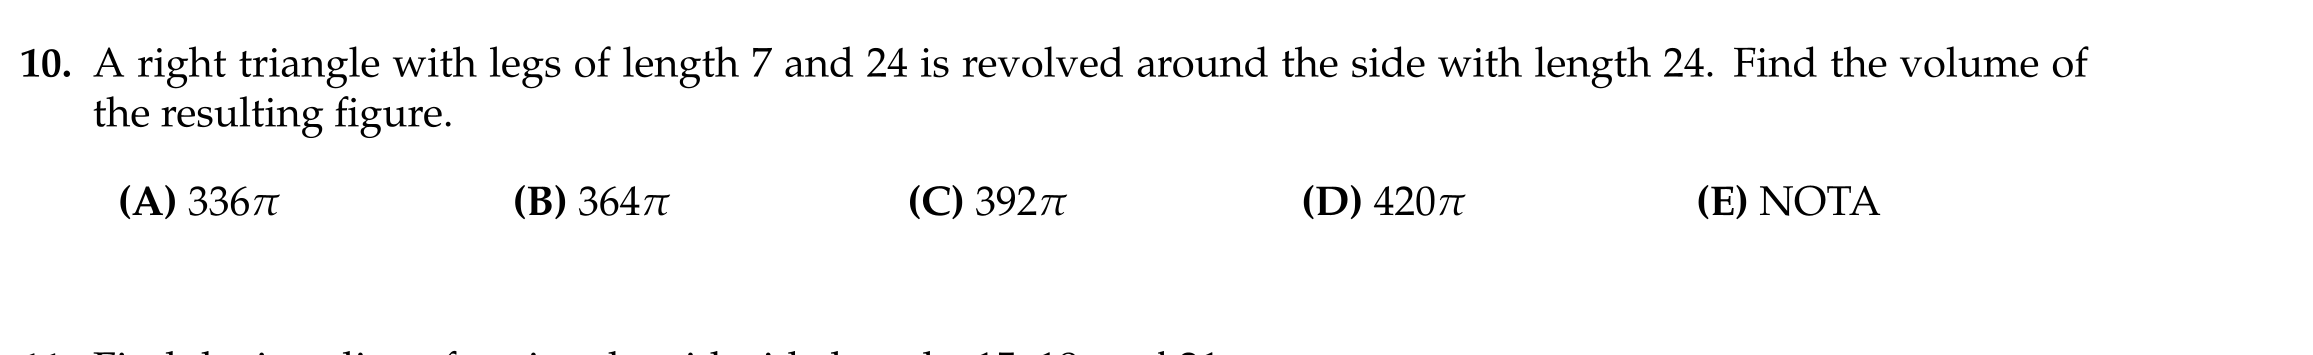 10. A right triangle with legs of length 7 and 24 is revolved around the side with length 24. Find the volume of
the resulting figure.
(A) 336π (B) 364π (C) 392π (D) 420π (E) NOTA